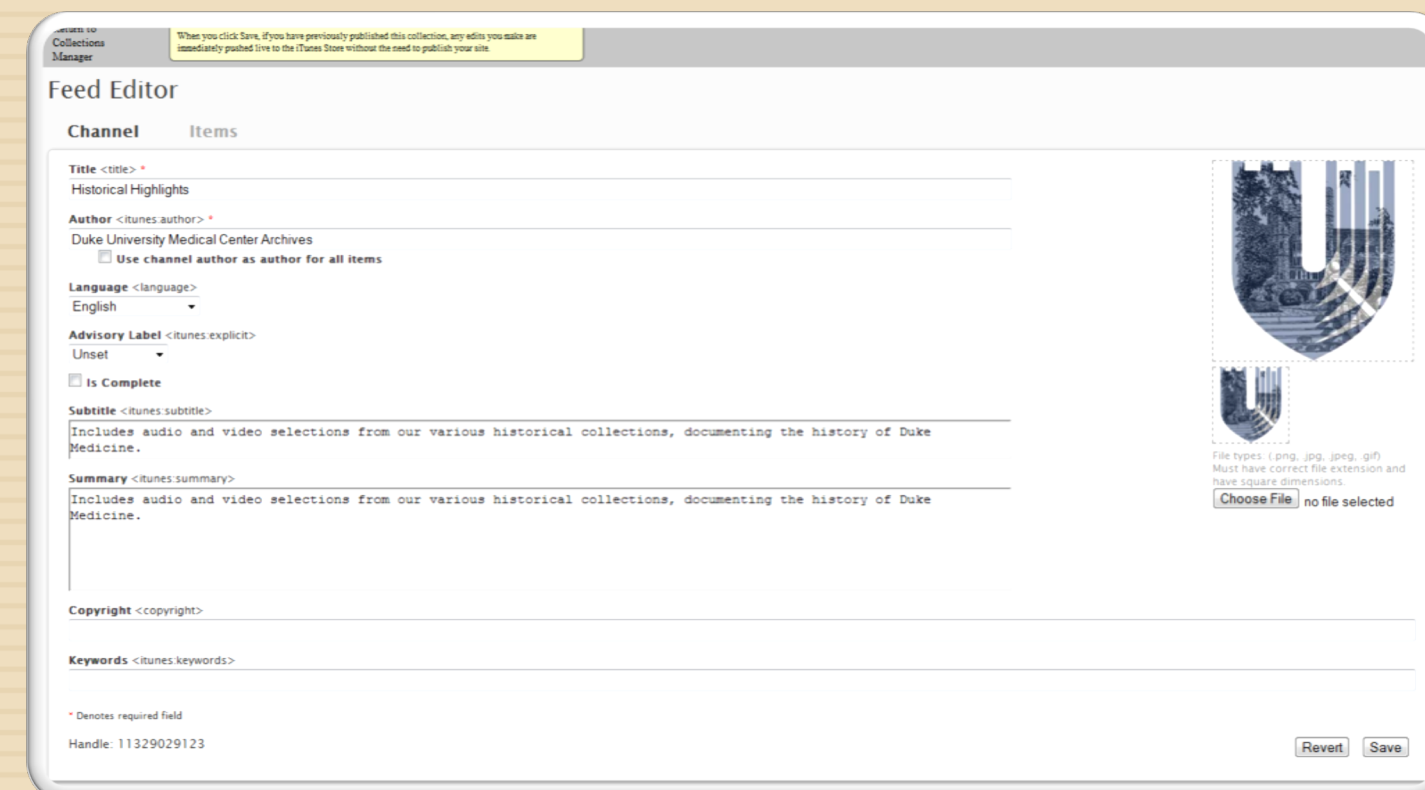 Return to
Collections
Manager
When you click Save, if you have previously published this collection, any edits you make are
immediately pushed live to the iTunes Store without the need to publish your site.
Feed Editor
Channel Items
Title <title> *
Historical Highlights
Author <itunes:author> *
Duke University Medical Center Archives
Use channel author as author for all items
Language <language>
English
Advisory Label <itunes:explicit>
Unset
Is Complete
Subtitle <itunes:subtitle>
Includes audio and video selections from our various historical collections, documenting the history of Duke
Medicine.
File types (.png, .jpg, .jpeg, .gif)
Must have correct file extension and
have square dimensions.
Choose File no file selected
Summary <itunes:summary>
Includes audio and video selections from our various historical collections, documenting the history of Duke
Medicine.
Copyright <copyright>
Keywords <itunes:keywords>
* Denotes required field
Handle: 11329029123
Revert Save